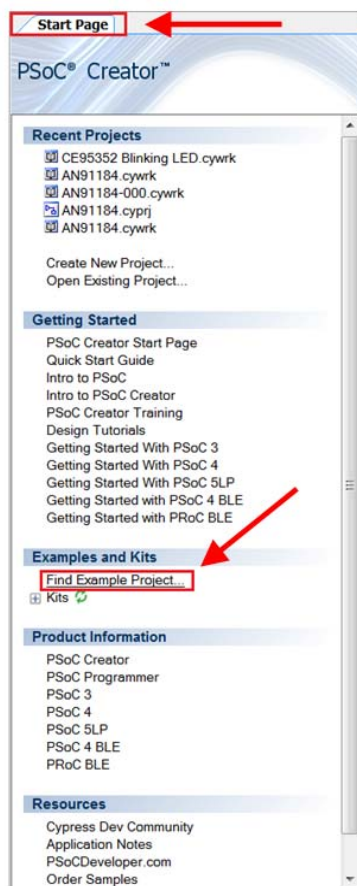 Start Page
PSoC® Creator™
Recent Projects
CE95352 Blinking LED.cywrk
AN91184.cywrk
AN91184-000.cywrk
AN91184.cyprj
AN91184.cywrk
Create New Project...
Open Existing Project...
Getting Started
PSoC Creator Start Page
Quick Start Guide
Intro to PSoC
Intro to PSoC Creator
PSoC Creator Training
Design Tutorials
Getting Started With PSoC 3
Getting Started With PSoC 4
Getting Started With PSoC 5LP
Getting Started with PSoC 4 BLE
Getting Started with PRoC BLE
Examples and Kits
Find Example Project...
Kits
Product Information
PSoC Creator
PSoC Programmer
PSoC 3
PSoC 4
PSoC 5LP
PSoC 4 BLE
PRoC BLE
Resources
Cypress Dev Community
Application Notes
PSoCDeveloper.com
Order Samples